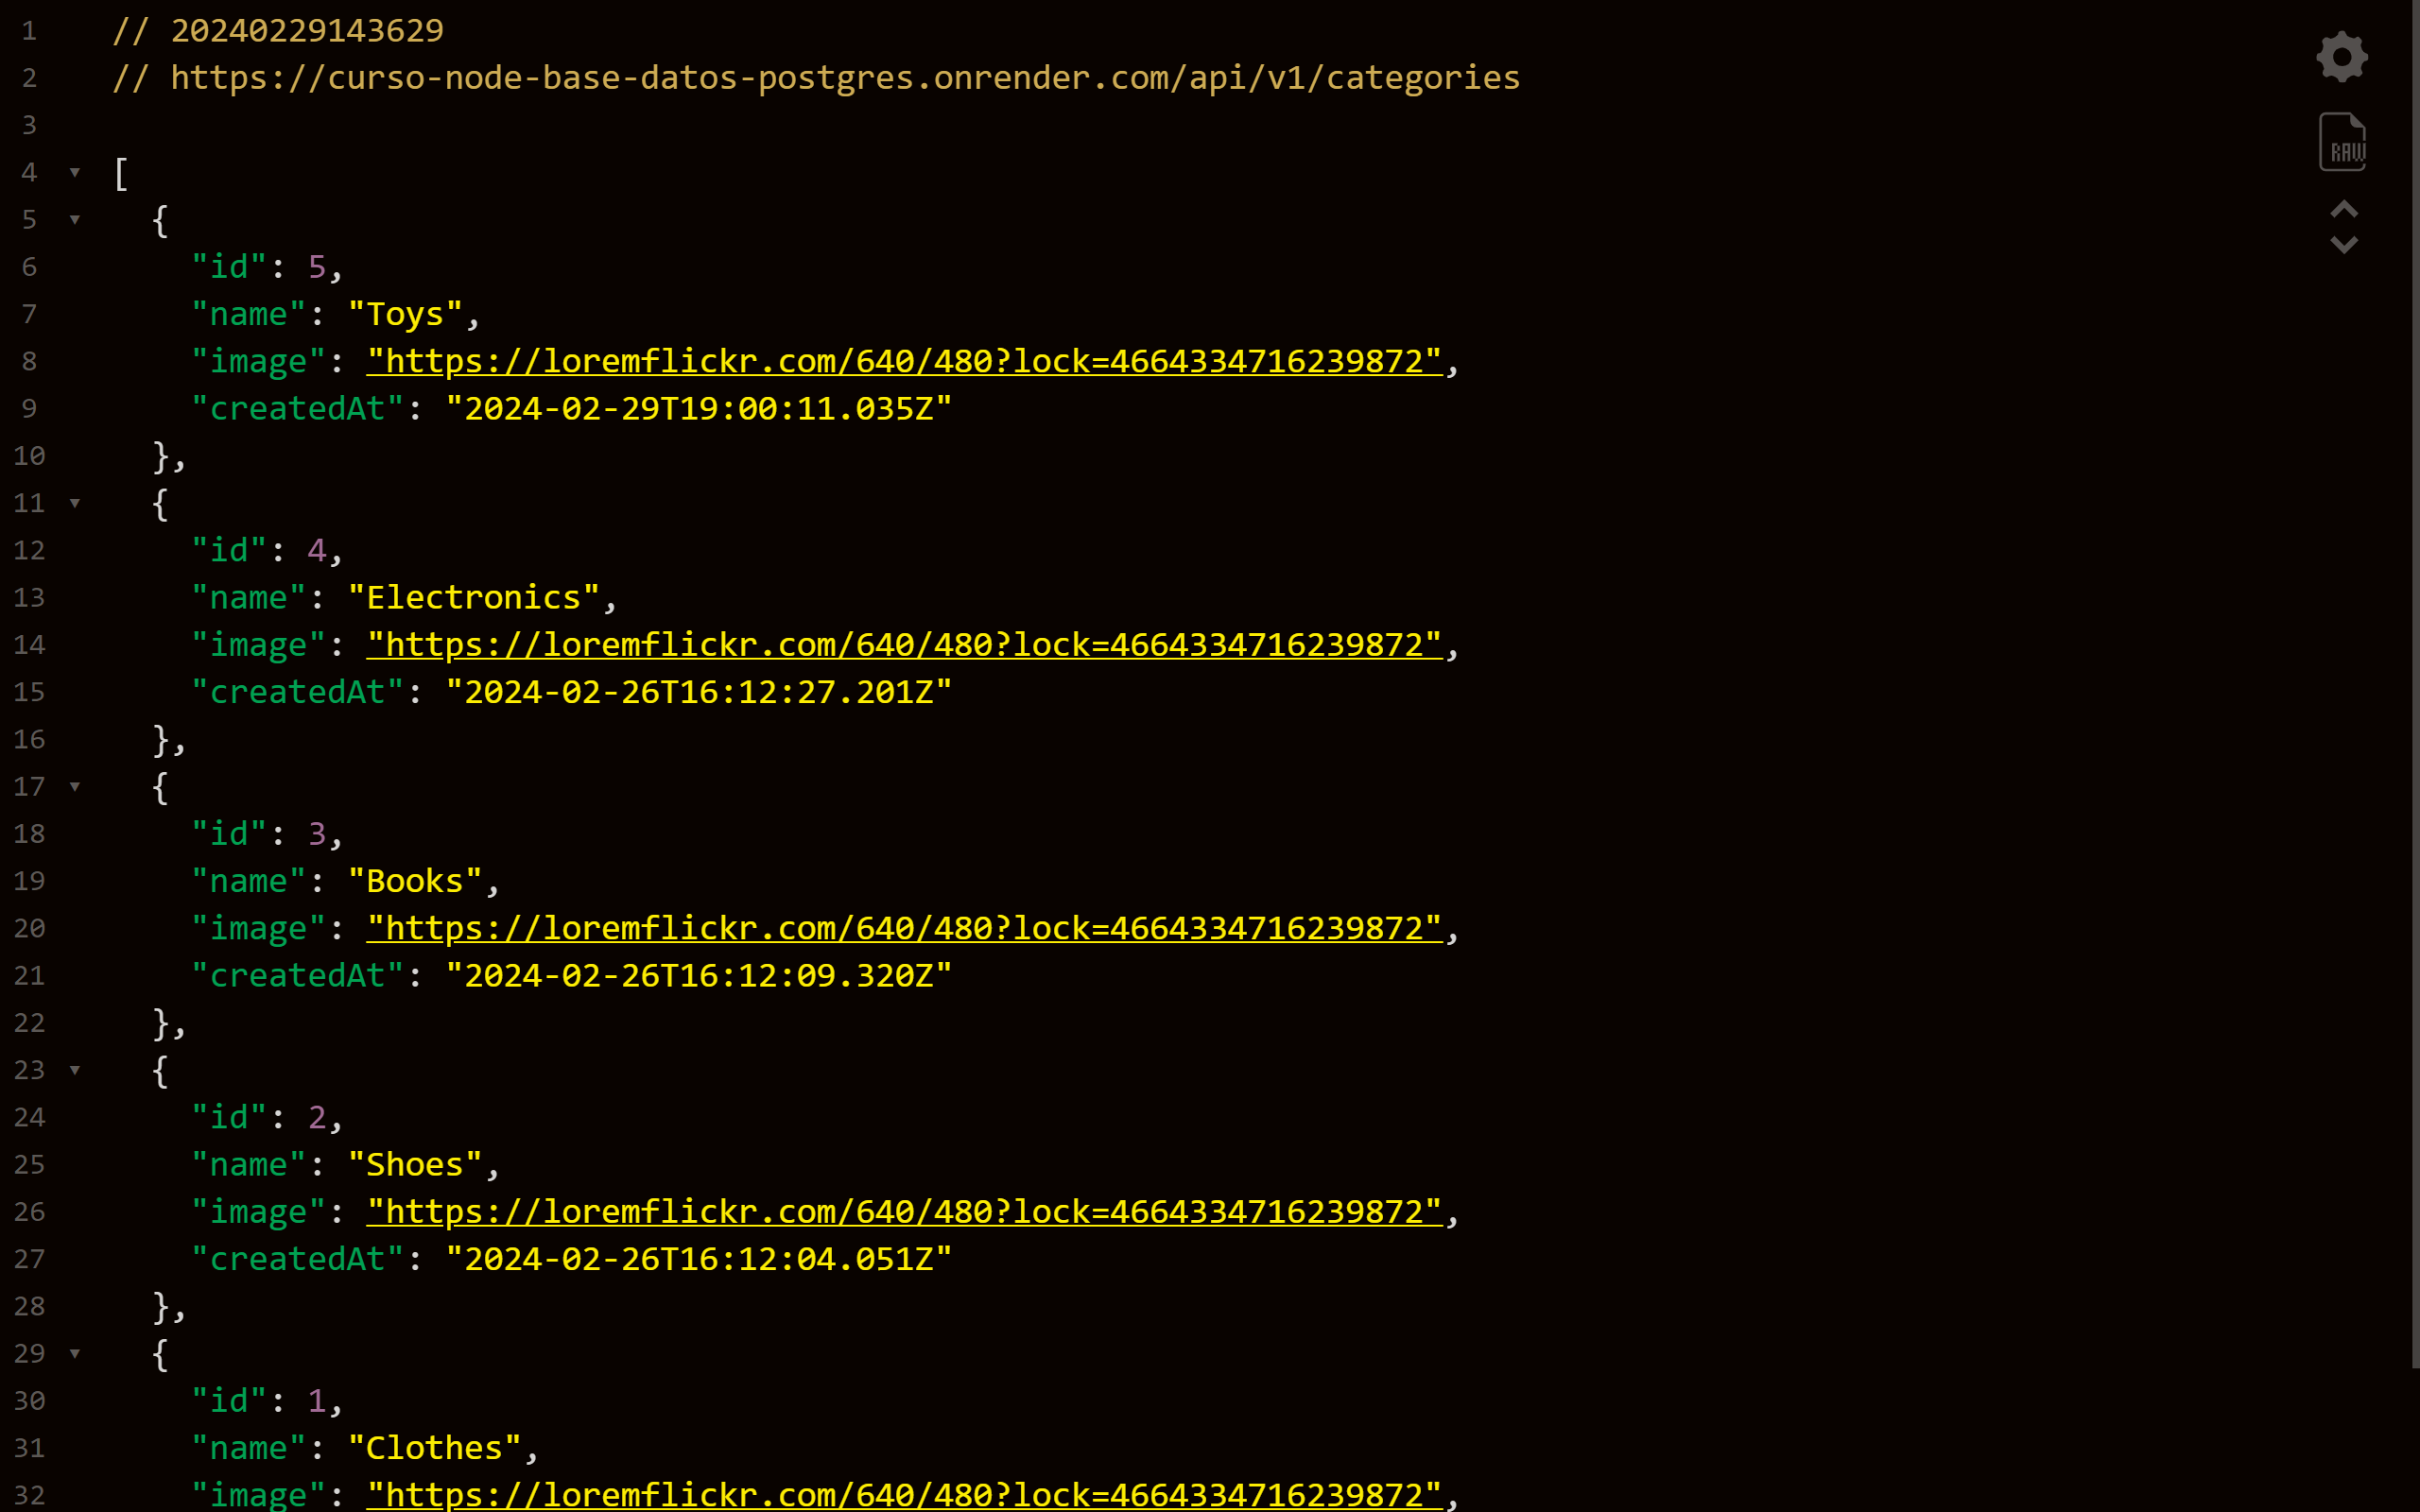 1 // 20240229143629
2 // https://curso-node-base-datos-postgres.onrender.com/api/v1/categories
3
4 [
5 {
6 "id": 5,
7 "name": "Toys",
8 "image": "https://loremflickr.com/640/480?lock=4664334716239872",
9 "createdAt": "2024-02-29T19:00:11.035Z"
10 },
11 {
12 "id": 4,
13 "name": "Electronics",
14 "image": "https://loremflickr.com/640/480?lock=4664334716239872",
15 "createdAt": "2024-02-26T16:12:27.201Z"
16 },
17 {
18 "id": 3,
19 "name": "Books",
20 "image": "https://loremflickr.com/640/480?lock=4664334716239872",
21 "createdAt": "2024-02-26T16:12:09.320Z"
22 },
23 {
24 "id": 2,
25 "name": "Shoes",
26 "image": "https://loremflickr.com/640/480?lock=4664334716239872",
27 "createdAt": "2024-02-26T16:12:04.051Z"
28 },
29 {
30 "id": 1,
31 "name": "Clothes",
32 "image": "https://loremflickr.com/640/480?lock=4664334716239872",
RAW